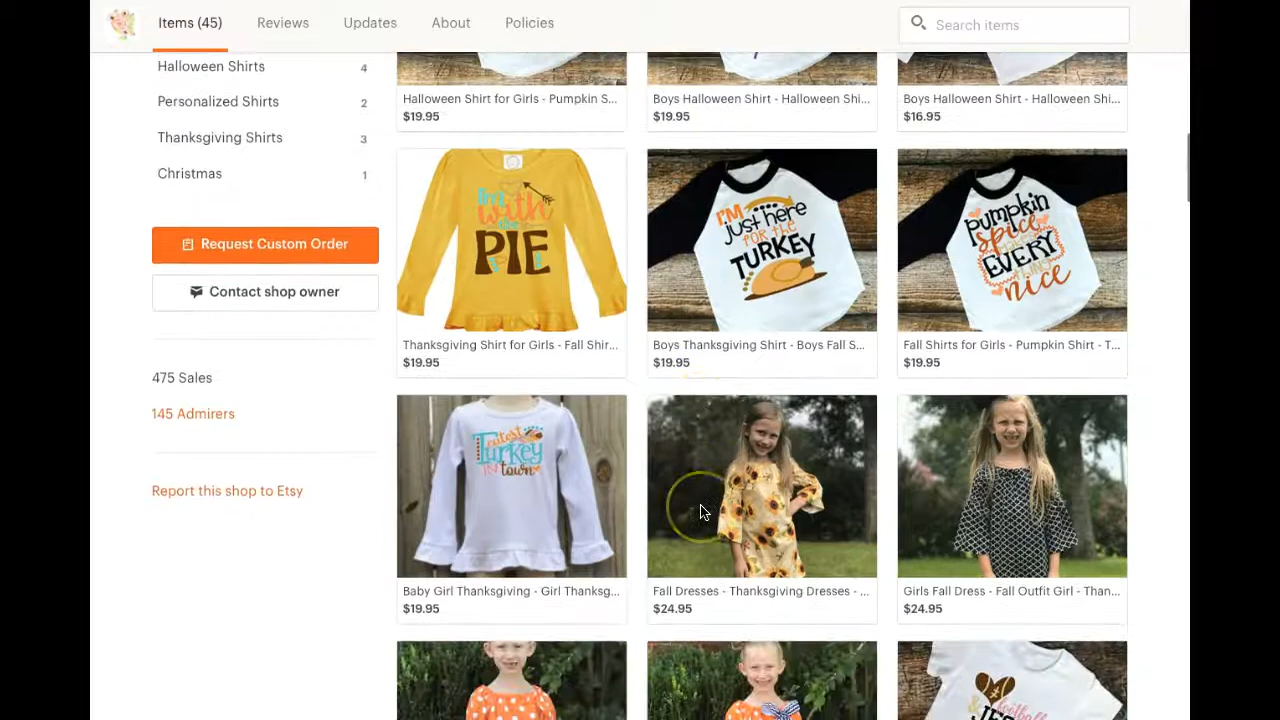 Items (45)
Reviews
Updates
About
Policies
Search items
Halloween Shirts 4
Personalized Shirts 2
Thanksgiving Shirts 3
Christmas 1
Request Custom Order
Contact shop owner
475 Sales
145 Admirers
Report this shop to Etsy
Halloween Shirt for Girls - Pumpkin S...
$19.95
Boys Halloween Shirt - Halloween Shi...
$19.95
Boys Halloween Shirt - Halloween Shi...
$16.95
I'm
with
the
PIE
Thanksgiving Shirt for Girls - Fall Shir...
$19.95
I'M
just here
FOR the
TURKEY
Boys Thanksgiving Shirt - Boys Fall S...
$19.95
pumpkin
spice
EVERY
nice
Fall Shirts for Girls - Pumpkin Shirt - T...
$19.95
cutest
Turkey
in town
Baby Girl Thanksgiving - Girl Thanksg...
$19.95
Fall Dresses - Thanksgiving Dresses - ...
$24.95
Girls Fall Dress - Fall Outfit Girl - Than...
$24.95
football
&